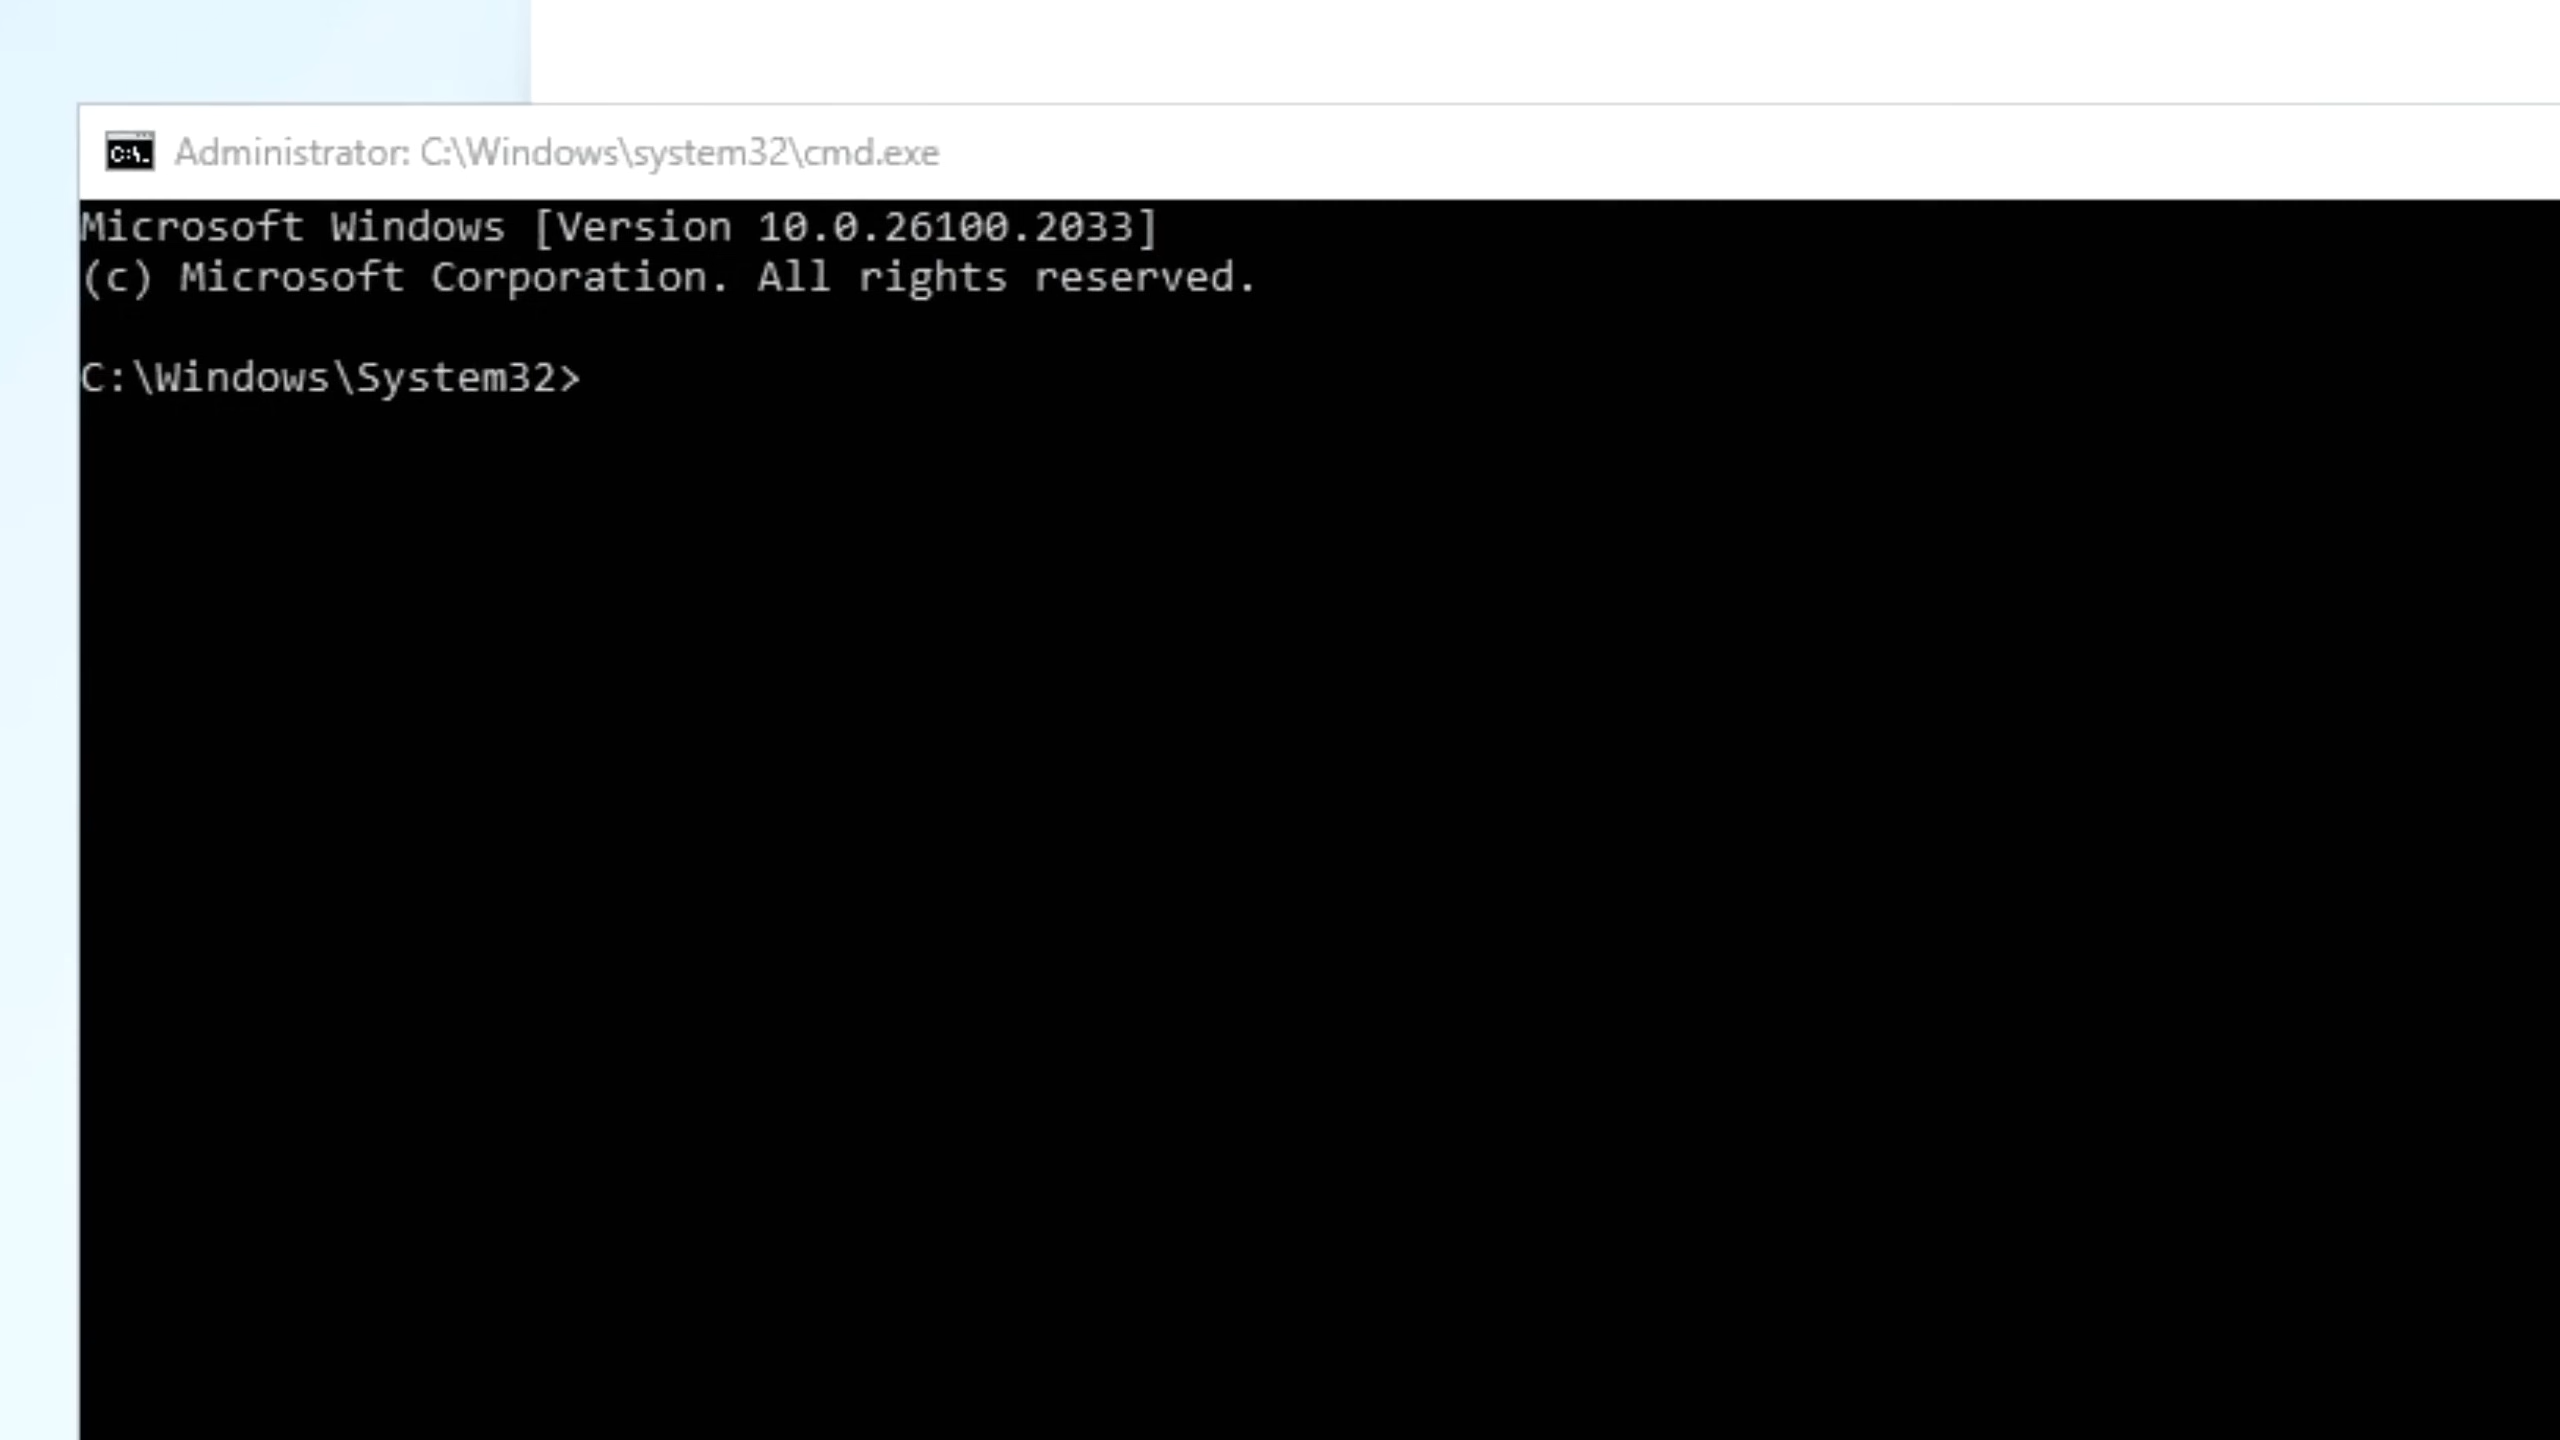 Administrator: C:\Windows\system32\cmd.exe
Microsoft Windows [Version 10.0.26100.2033]
(c) Microsoft Corporation. All rights reserved.
C:\Windows\System32>